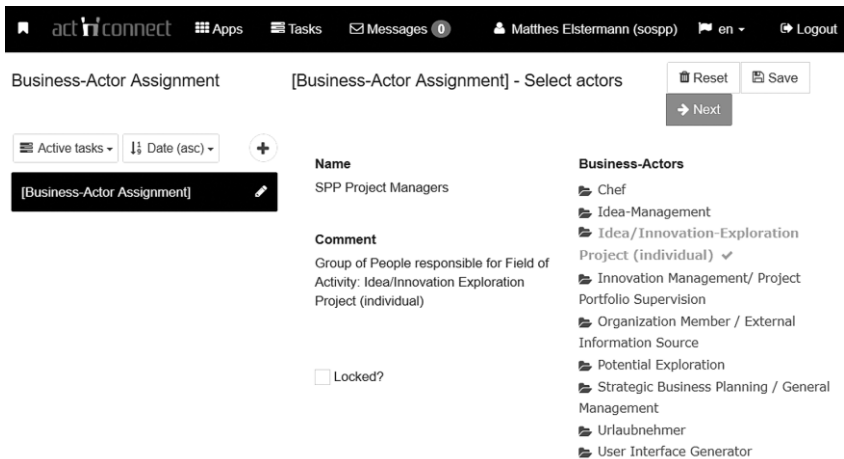 act'n'connect Apps Tasks Messages 0 Matthes Elstermann (sospp) en Logout
Business-Actor Assignment
[Business-Actor Assignment] - Select actors
Reset Save
Next
Active tasks Date (asc)
[Business-Actor Assignment]
Name
SPP Project Managers
Comment
Group of People responsible for Field of
Activity: Idea/Innovation Exploration
Project (individual)
Locked?
Business-Actors
Chef
Idea-Management
Idea/Innovation-Exploration
Project (individual)
Innovation Management/ Project
Portfolio Supervision
Organization Member / External
Information Source
Potential Exploration
Strategic Business Planning / General
Management
Urlaubnehmer
User Interface Generator